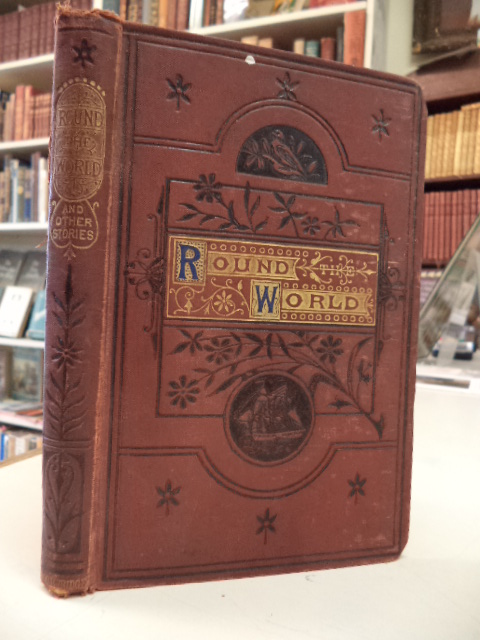 ROUND
THE
WORLD
AND
OTHER
STORIES
ROUND THE
WORLD